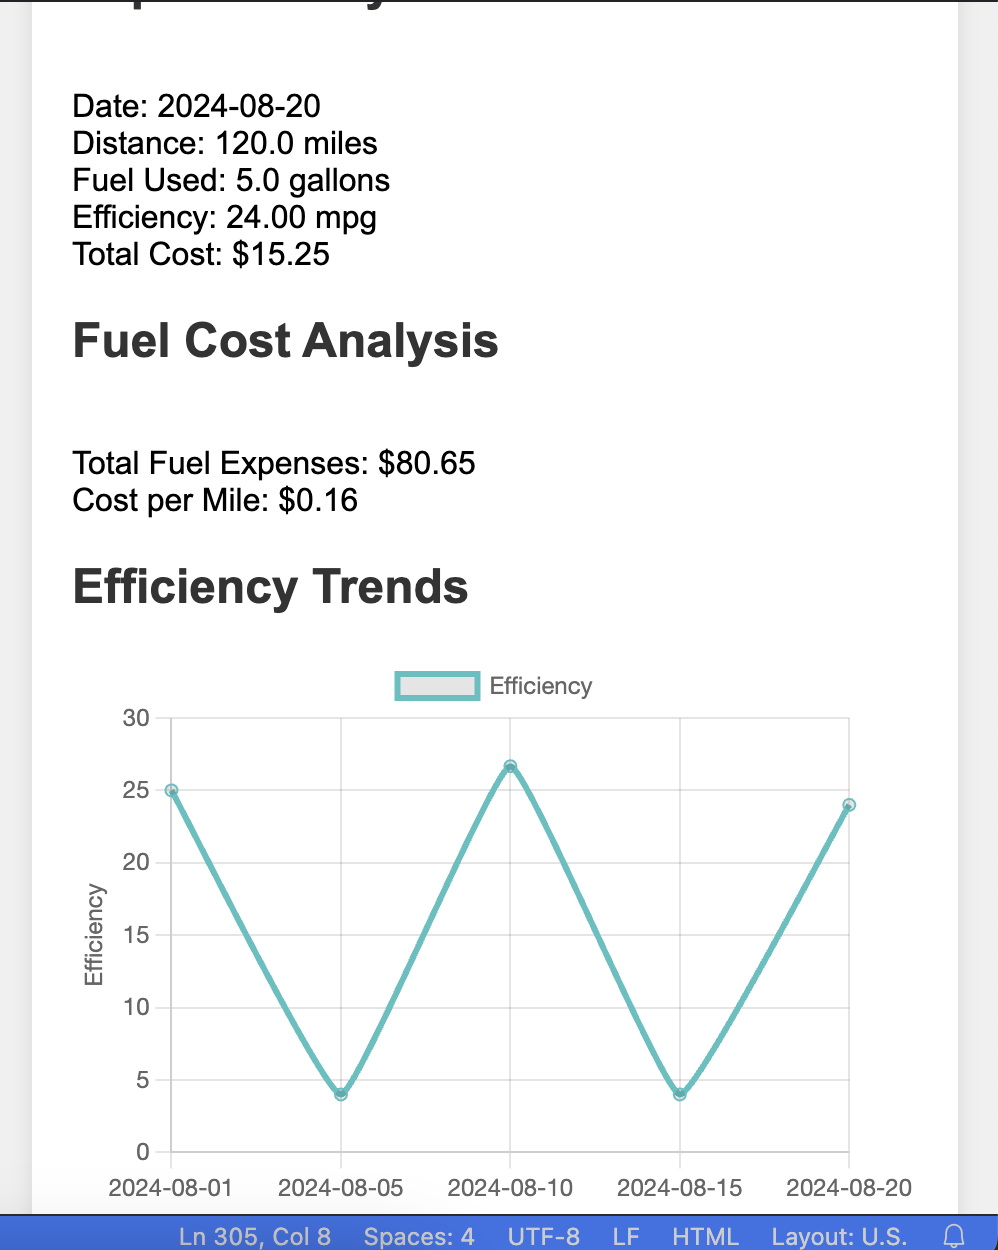 Date: 2024-08-20
Distance: 120.0 miles
Fuel Used: 5.0 gallons
Efficiency: 24.00 mpg
Total Cost: $15.25
Fuel Cost Analysis
Total Fuel Expenses: $80.65
Cost per Mile: $0.16
Efficiency Trends
Efficiency
30
25
20
15
10
5
0
Efficiency
2024-08-01 2024-08-05 2024-08-10 2024-08-15 2024-08-20
Ln 305, Col 8 Spaces: 4 UTF-8 LF HTML Layout: U.S.